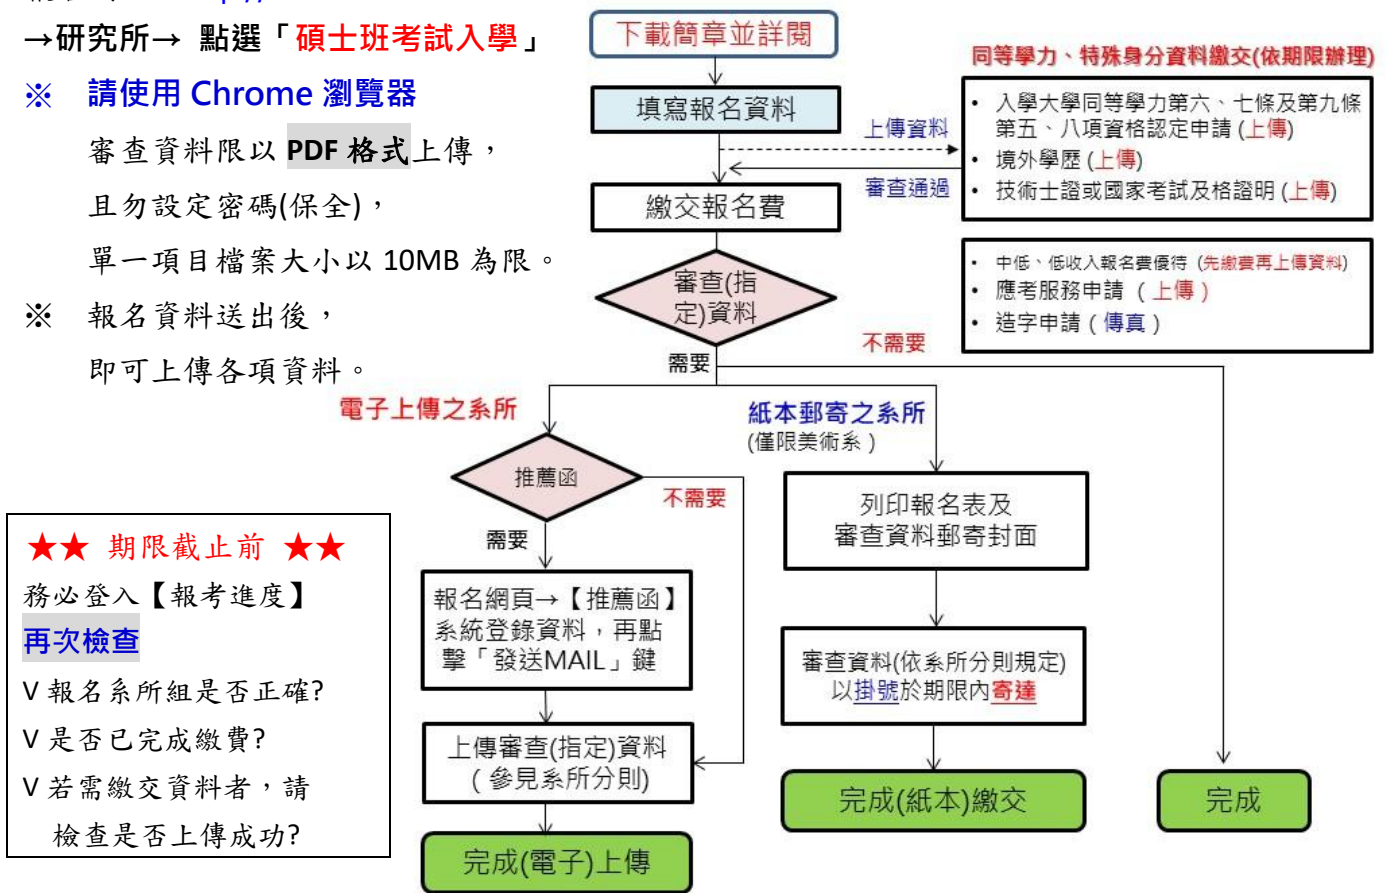 →研究所→ 點選「碩士班考試入學」
※ 請使用 Chrome 瀏覽器
審查資料限以 PDF 格式上傳，
且勿設定密碼(保全)，
單一項目檔案大小以 10MB 為限。
※ 報名資料送出後，
即可上傳各項資料。
★★ 期限截止前 ★★
務必登入【報考進度】
再次檢查
V 報名系所組是否正確?
V 是否已完成繳費?
V 若需繳交資料者，請
檢查是否上傳成功?
下載簡章並詳閱
填寫報名資料
上傳資料
審查通過
同等學力、特殊身分資料繳交(依期限辦理)
• 入學大學同等學力第六、七條及第九條
第五、八項資格認定申請 (上傳)
• 境外學歷 (上傳)
• 技術士證或國家考試及格證明 (上傳)
繳交報名費
• 中低、低收入報名費優待 (先繳費再上傳資料)
• 應考服務申請 ( 上傳 )
• 造字申請 ( 傳真 )
審查(指
定)資料
不需要
需要
電子上傳之系所
紙本郵寄之系所
(僅限美術系 )
推薦函
不需要
需要
報名網頁→【推薦函】
系統登錄資料，再點
擊「發送MAIL」鍵
上傳審查(指定)資料
( 參見系所分則)
完成(電子)上傳
列印報名表及
審查資料郵寄封面
審查資料(依系所分則規定)
以掛號於期限內寄達
完成(紙本)繳交
完成